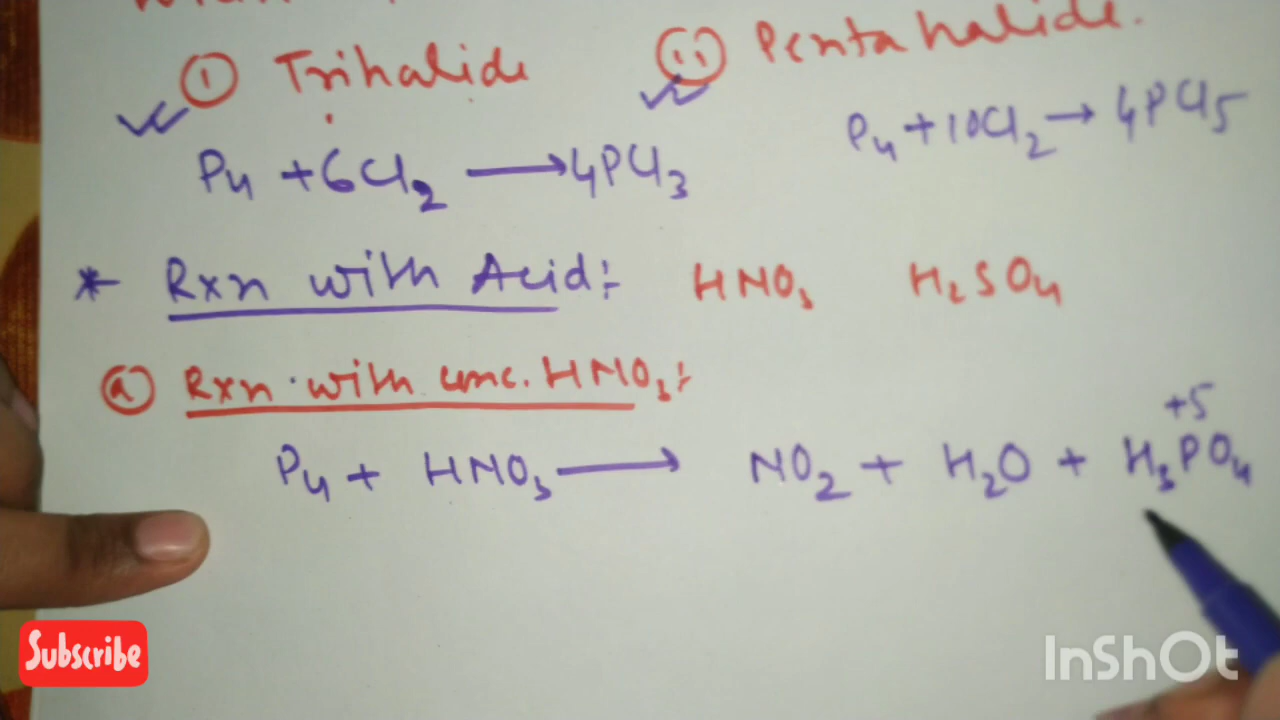 ① Trihalide
(ii) Pentahalide.
P4 + 6Cl2 → 4PCl3
P4 + 10Cl2 → 4PCl5
* Rxn with Acid:- HNO3 H2SO4
ⓐ Rxn. with conc. HNO3:-
+5
P4 + HNO3 → NO2 + H2O + H3PO4
Subscribe
InShOt